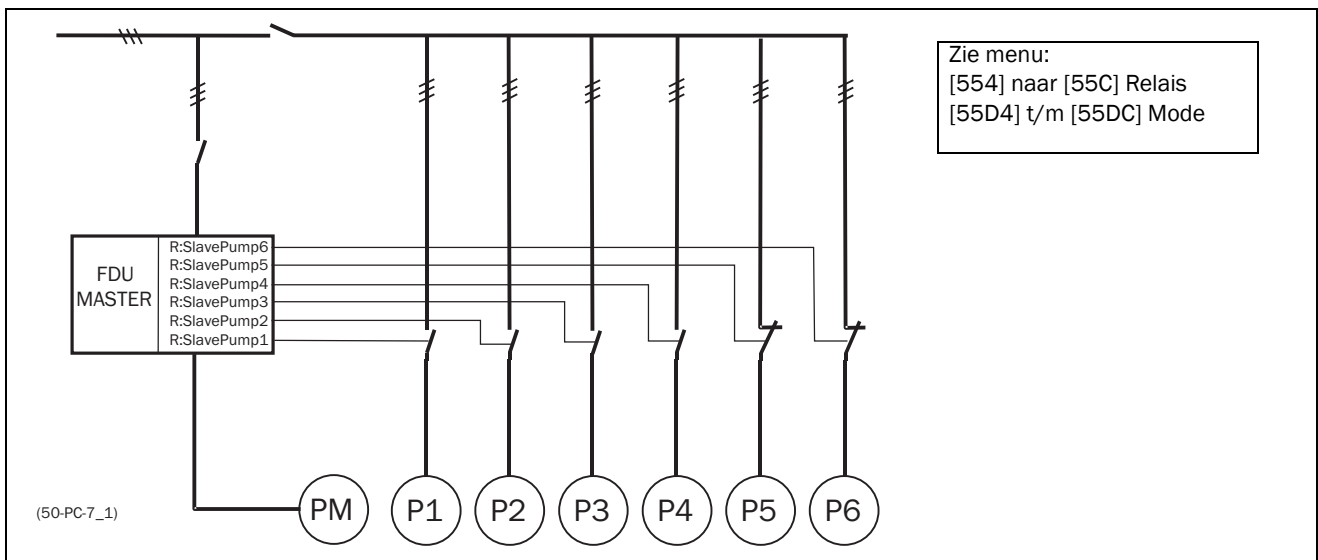 Zie menu:
[554] naar [55C] Relais
[55D4] t/m [55DC] Mode
FDU
MASTER
R:SlavePump6
R:SlavePump5
R:SlavePump4
R:SlavePump3
R:SlavePump2
R:SlavePump1
PM
P1
P2
P3
P4
P5
P6
(50-PC-7_1)